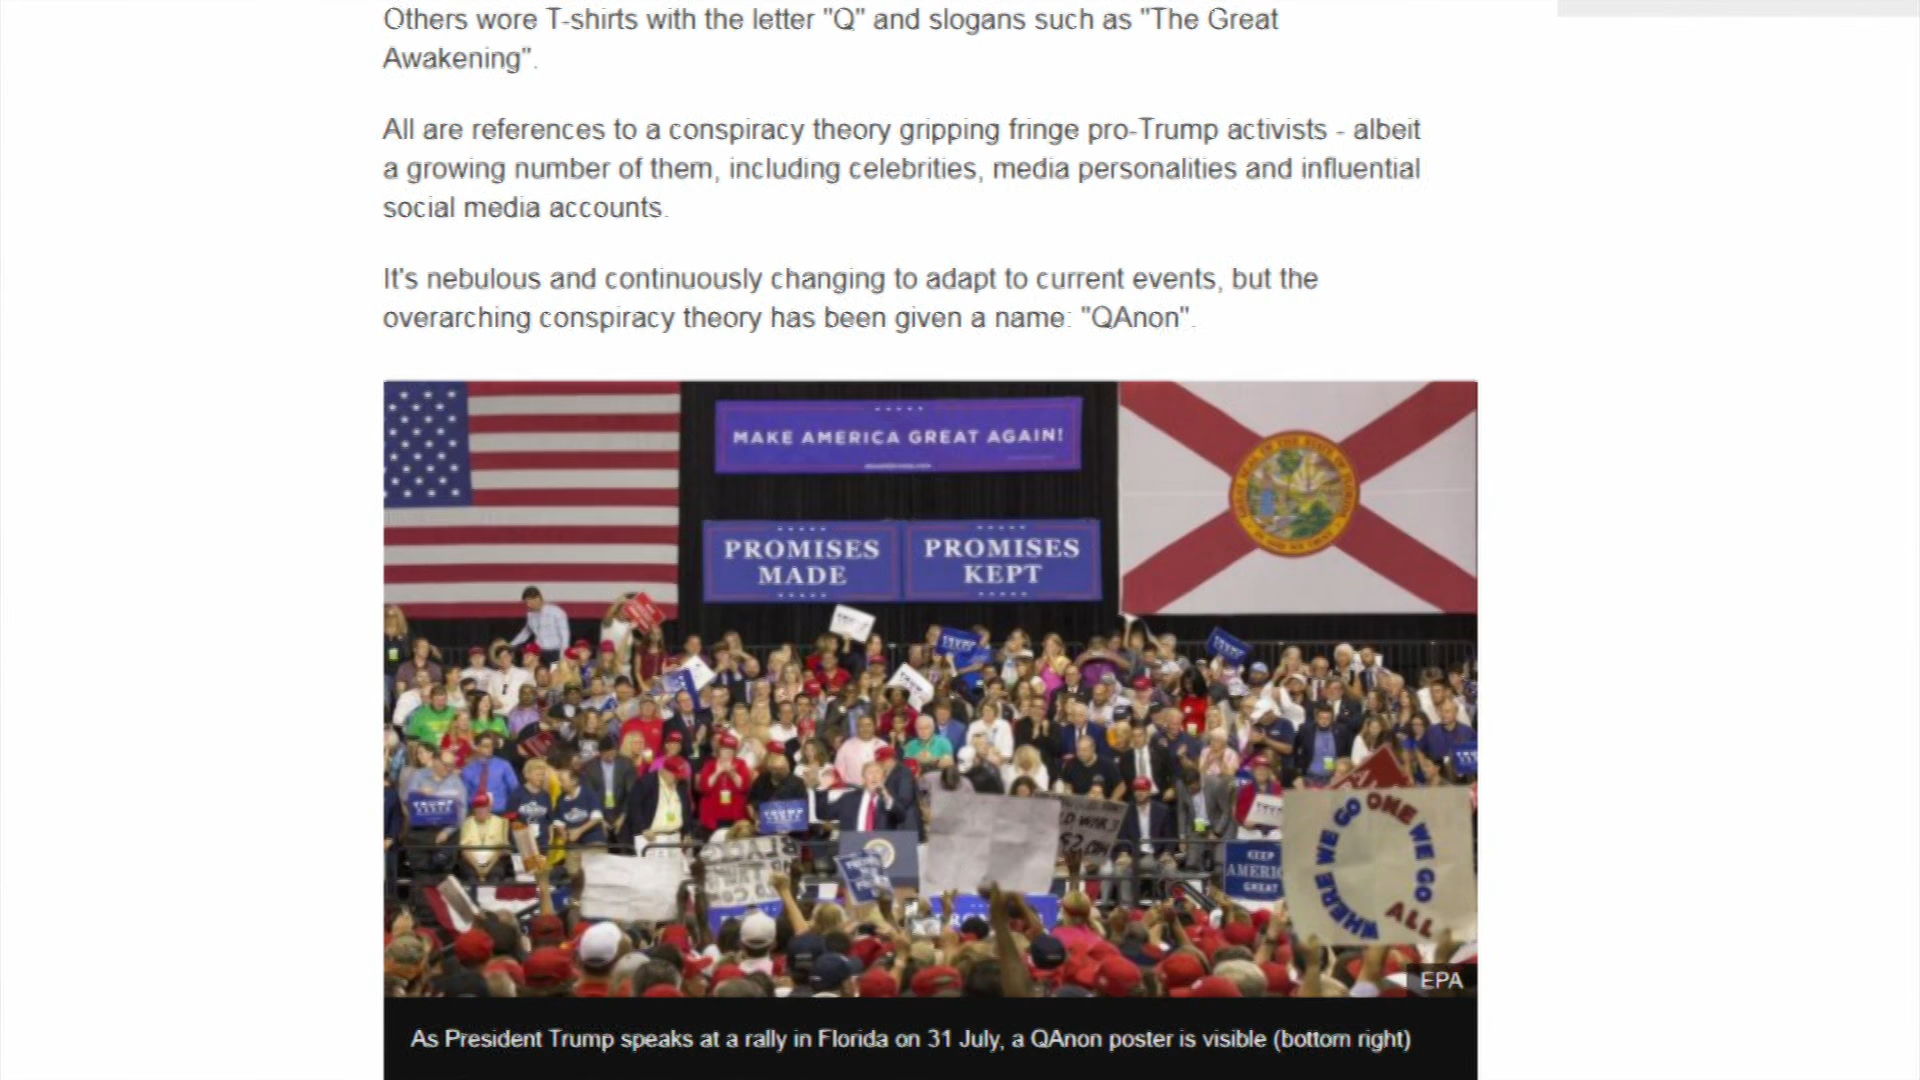 Others wore T-shirts with the letter "Q" and slogans such as "The Great
Awakening".
All are references to a conspiracy theory gripping fringe pro-Trump activists - albeit
a growing number of them, including celebrities, media personalities and influential
social media accounts.
It's nebulous and continuously changing to adapt to current events, but the
overarching conspiracy theory has been given a name: "QAnon".
MAKE AMERICA GREAT AGAIN!
PROMISES
MADE
PROMISES
KEPT
TRUMP
KEEP
AMERIC
GREAT
WHERE WE GO ONE WE GO ALL
EPA
As President Trump speaks at a rally in Florida on 31 July, a QAnon poster is visible (bottom right)